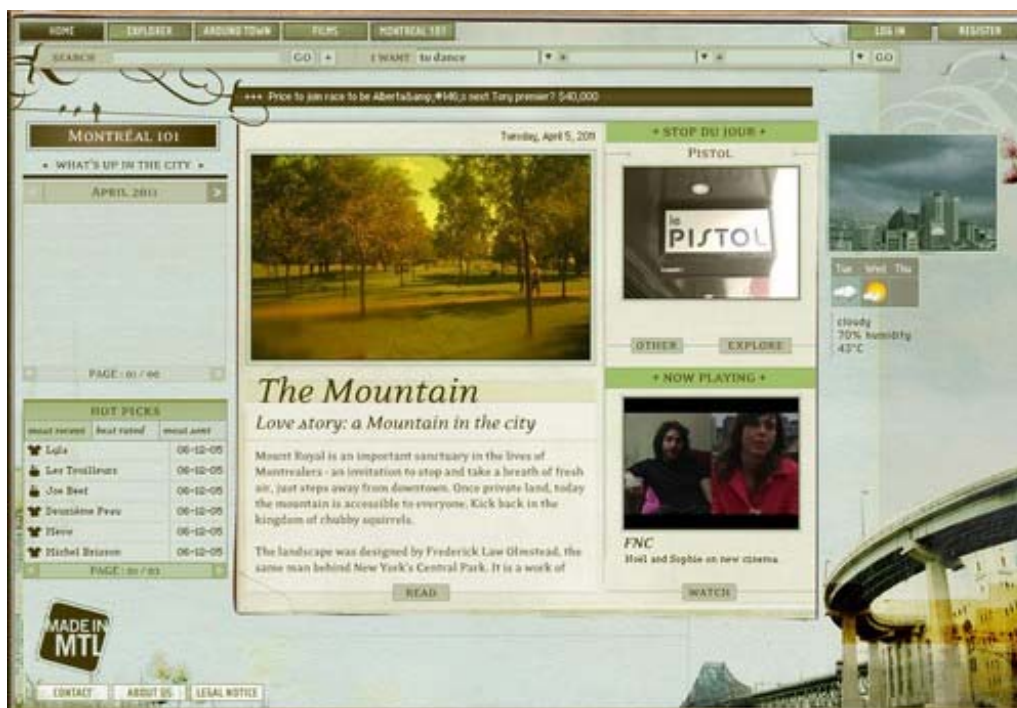 HOME EXPLORER AROUND TOWN FILMS MONTREAL 101 LOG IN REGISTER
SEARCH GO + I WANT to dance GO
+++ Price to join race to be Alberta&amp,�146;s next Tory premier? $40,000
MONTRÉAL 101
WHAT'S UP IN THE CITY
APRIL 2011
PAGE : 01 / 00
HOT PICKS
most recent best rated most sent
Lola 06-12-05
Les Trailleurs 06-12-05
Joe Beef 06-12-05
Deuxième Peau 06-12-05
06-12-05
Michel Brisson 06-12-05
PAGE : 01 / 03
MADE IN
MTL
CONTACT ABOUT US LEGAL NOTICE
Tuesday, April 5, 2011
The Mountain
Love story: a Mountain in the city
Mount Royal is an important sanctuary in the lives of
Montrealers - an invitation to stop and take a breath of fresh
air, just steps away from downtown. Once private land, today
the mountain is accessible to everyone. Kick back in the
kingdom of chubby squirrels.
The landscape was designed by Frederick Law Olmstead, the
same man behind New York's Central Park. It is a work of
READ
+ STOP DU JOUR +
PISTOL
le
PISTOL
OTHER EXPLORE
+ NOW PLAYING +
FNC
Noel and Sophie on new cinema.
WATCH
Tue Wed Thu
cloudy
70% humidity
43°C